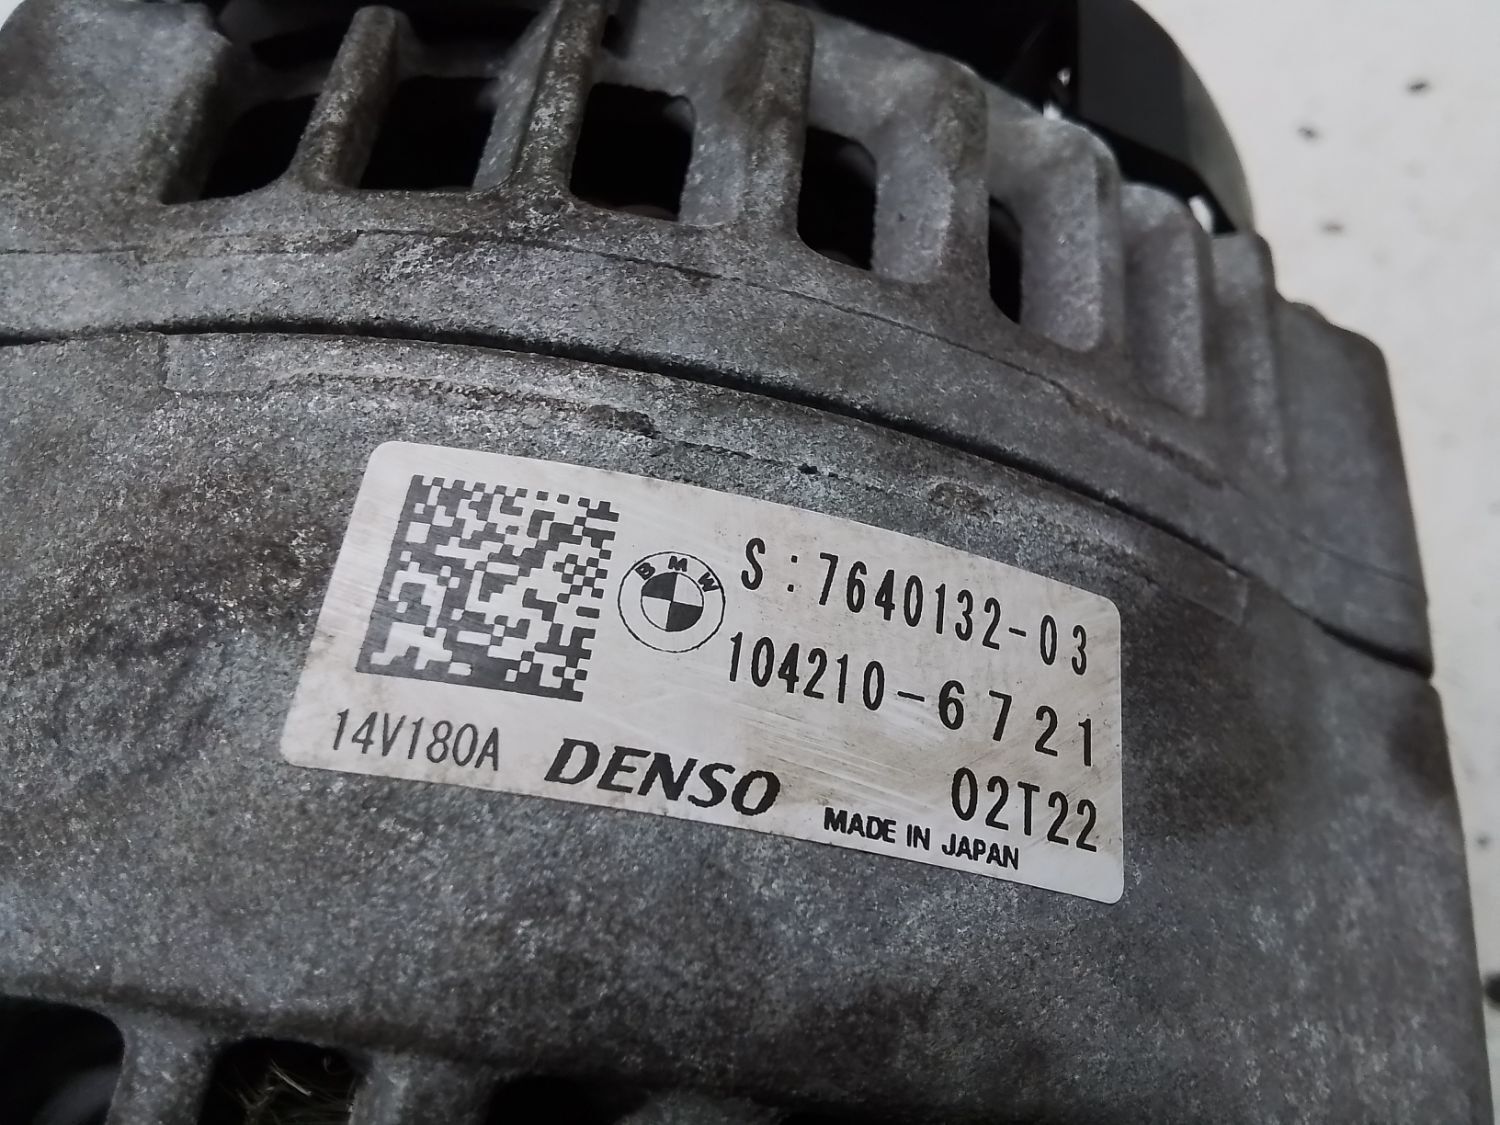 BMW
S:7640132-03
104210-6721
14V180A
DENSO
02T22
MADE IN JAPAN